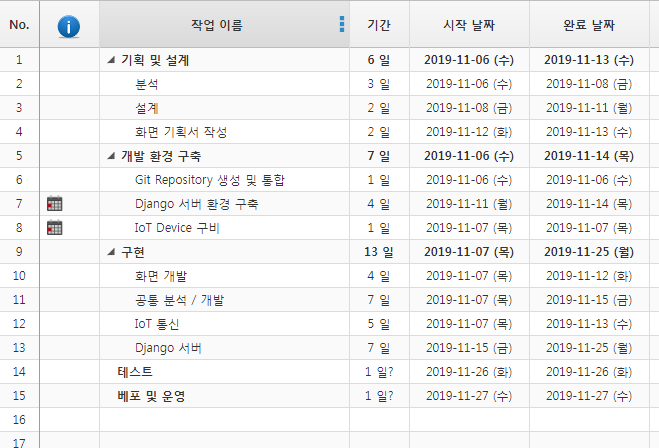 No. 작업 이름 기간 시작 날짜 완료 날짜
1 기획 및 설계 6 일 2019-11-06 (수) 2019-11-13 (수)
2 분석 3 일 2019-11-06 (수) 2019-11-08 (금)
3 설계 2 일 2019-11-08 (금) 2019-11-11 (월)
4 화면 기획서 작성 2 일 2019-11-12 (화) 2019-11-13 (수)
5 개발 환경 구축 7 일 2019-11-06 (수) 2019-11-14 (목)
6 Git Repository 생성 및 통합 1 일 2019-11-06 (수) 2019-11-06 (수)
7 Django 서버 환경 구축 4 일 2019-11-11 (월) 2019-11-14 (목)
8 IoT Device 구비 1 일 2019-11-07 (목) 2019-11-07 (목)
9 구현 13 일 2019-11-07 (목) 2019-11-25 (월)
10 화면 개발 4 일 2019-11-07 (목) 2019-11-12 (화)
11 공통 분석 / 개발 7 일 2019-11-07 (목) 2019-11-15 (금)
12 IoT 통신 5 일 2019-11-07 (목) 2019-11-13 (수)
13 Django 서버 7 일 2019-11-15 (금) 2019-11-25 (월)
14 테스트 1 일? 2019-11-26 (화) 2019-11-26 (화)
15 베포 및 운영 1 일? 2019-11-27 (수) 2019-11-27 (수)
16
17